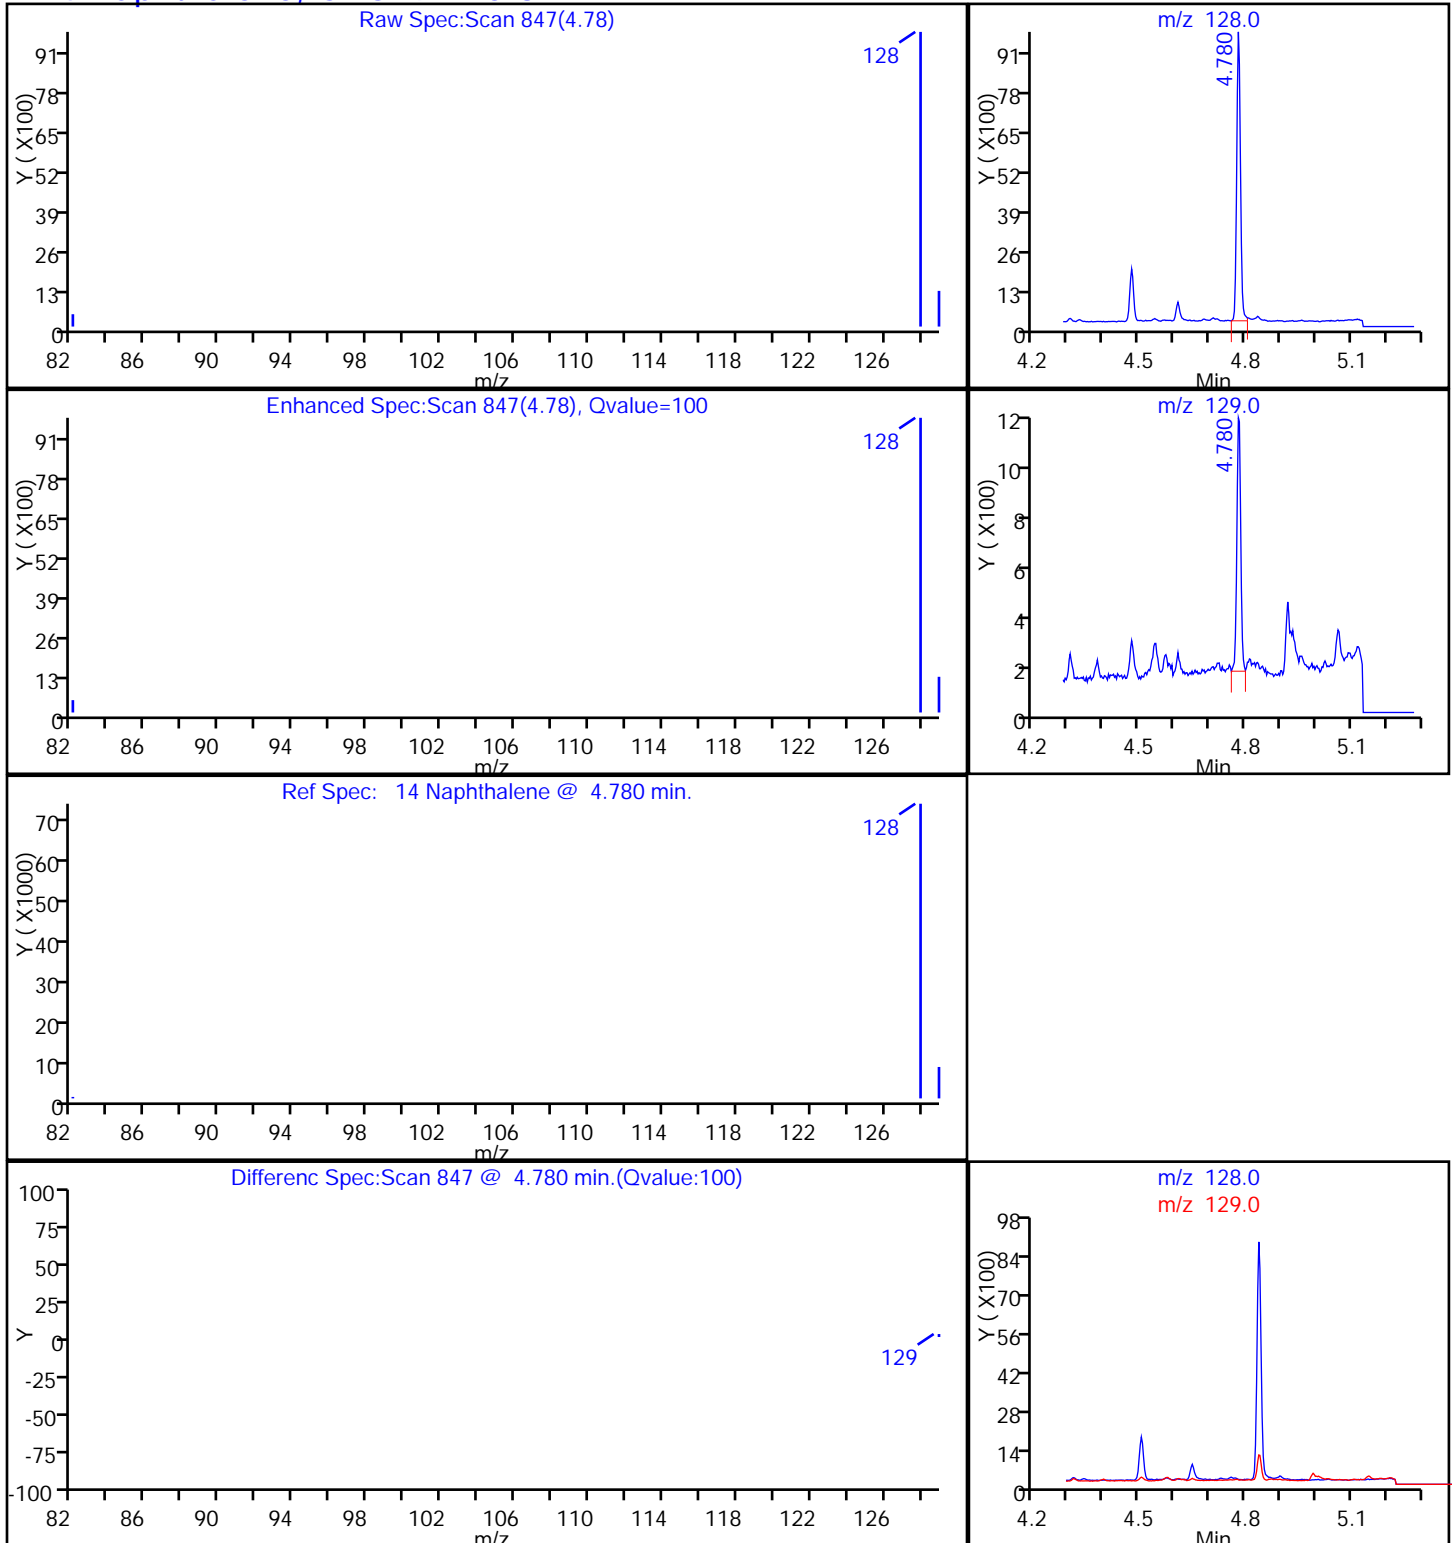 Raw Spec:Scan 847(4.78)
128
91
78
65
52
39
26
13
0
Y ( X100)
82 86 90 94 98 102 106 110 114 118 122 126
m/z
m/z 128.0
4.780
91
78
65
52
39
26
13
0
Y ( X100)
4.2 4.5 4.8 5.1
Min
Enhanced Spec:Scan 847(4.78), Qvalue=100
128
91
78
65
52
39
26
13
0
Y ( X100)
82 86 90 94 98 102 106 110 114 118 122 126
m/z
m/z 129.0
4.780
12
10
8
6
4
2
0
Y ( X100)
4.2 4.5 4.8 5.1
Min
Ref Spec: 14 Naphthalene @ 4.780 min.
128
70
60
50
40
30
20
10
0
Y ( X1000)
82 86 90 94 98 102 106 110 114 118 122 126
m/z
Differenc Spec:Scan 847 @ 4.780 min.(Qvalue:100)
129
100
75
50
25
0
-25
-50
-75
-100
Y
82 86 90 94 98 102 106 110 114 118 122 126
m/z
m/z 128.0
m/z 129.0
98
84
70
56
42
28
14
0
Y ( X100)
4.2 4.5 4.8 5.1
Min